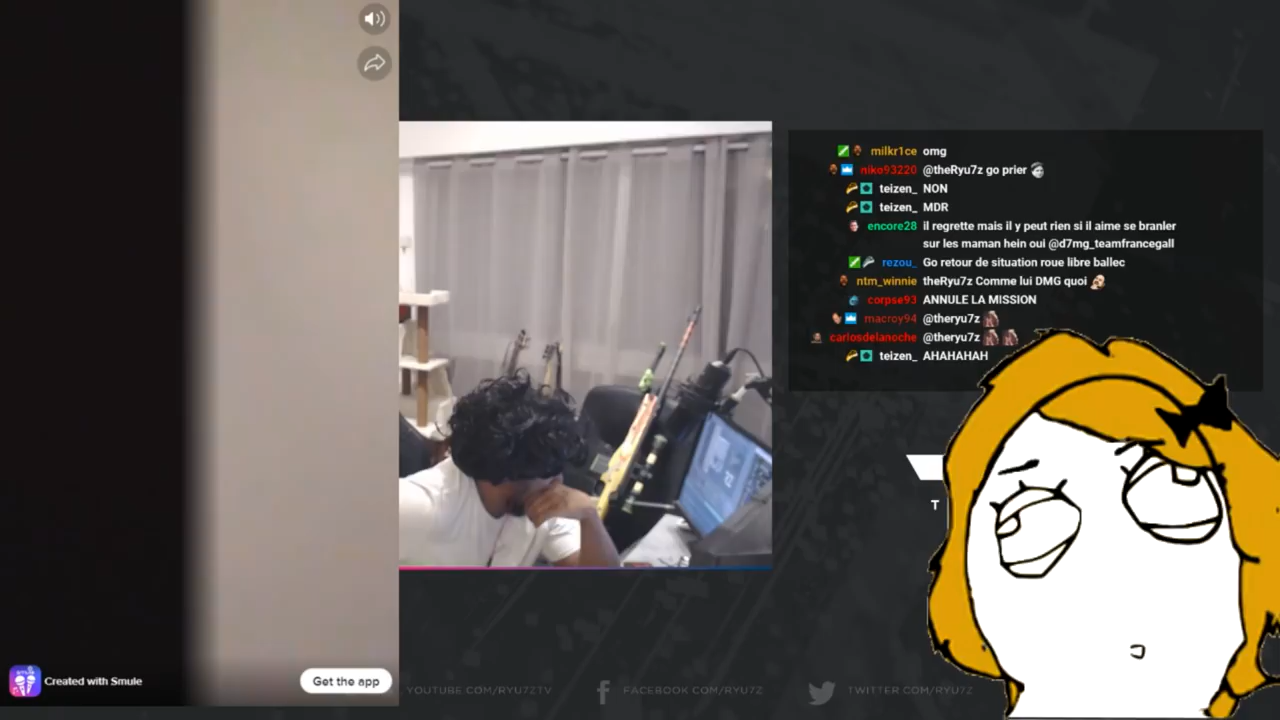 milkr1ce omg
niko93220 @theRyu7z go prier
teizen_ NON
teizen_ MDR
encore28 il regrette mais il y peut rien si il aime se branler
sur les maman hein oui @d7mg_teamfrancegall
rezou_ Go retour de situation roue libre ballec
ntm_winnie theRyu7z Comme lui DMG quoi
corpse93 ANNULE LA MISSION
macroy94 @theryu7z
carlosdelanoche @theryu7z
teizen_ AHAHAHAH
T
Created with Smule
Get the app
YOUTUBE.COM/RYU7ZTV
FACEBOOK.COM/RYU7Z
TWITTER.COM/RYU7Z